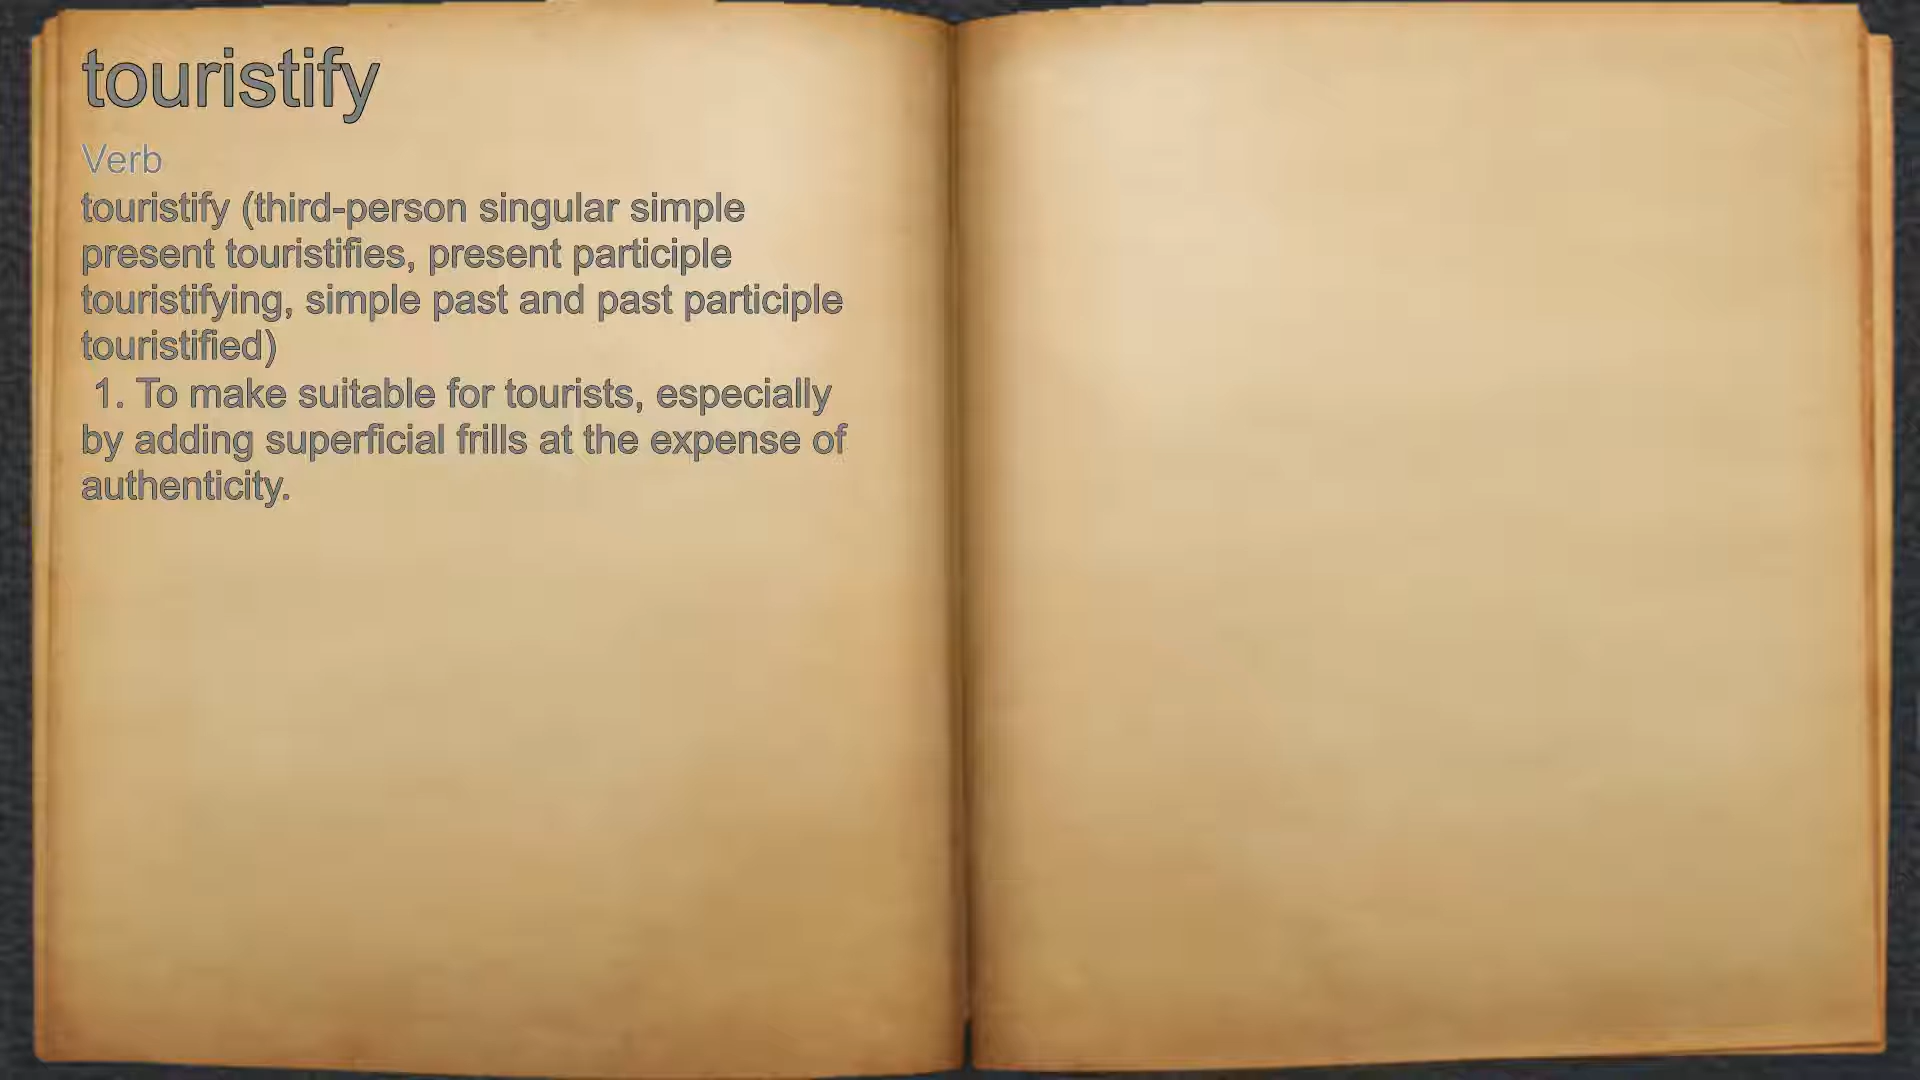 touristify
Verb
touristify (third-person singular simple
present touristifies, present participle
touristifying, simple past and past participle
touristified)
1. To make suitable for tourists, especially
by adding superficial frills at the expense of
authenticity.